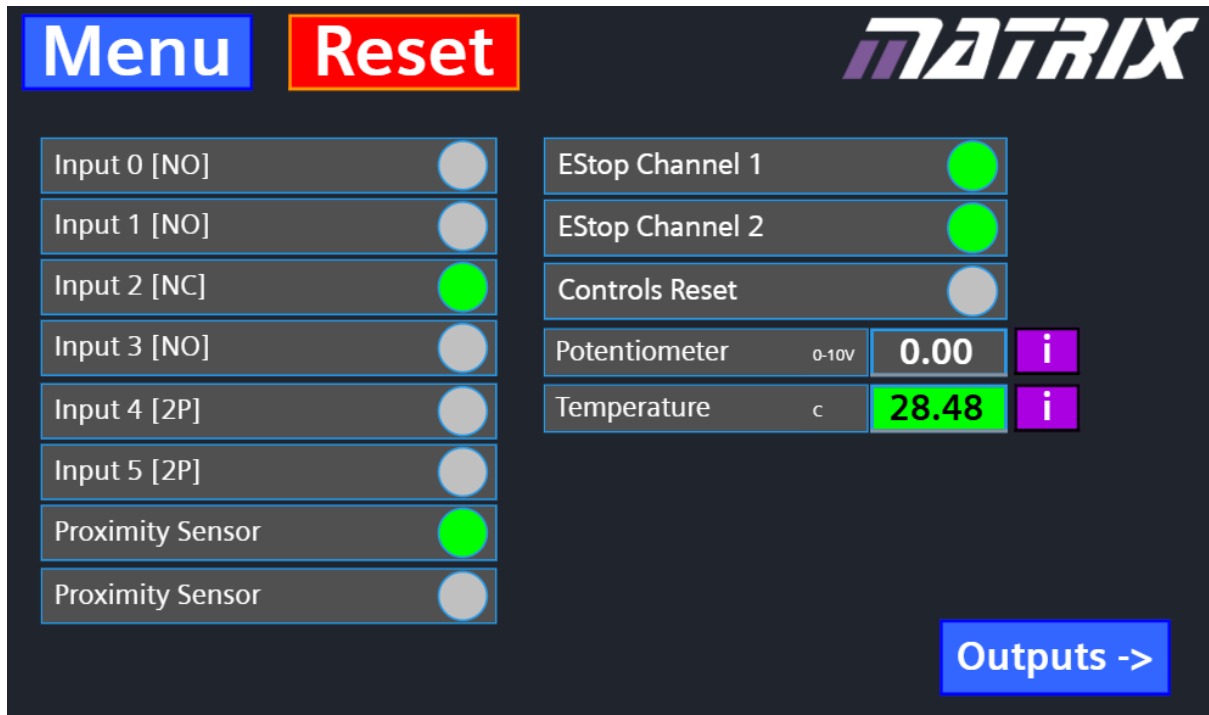 Menu
Reset
MATRIX
Input 0 [NO]
Input 1 [NO]
Input 2 [NC]
Input 3 [NO]
Input 4 [2P]
Input 5 [2P]
Proximity Sensor
Proximity Sensor
EStop Channel 1
EStop Channel 2
Controls Reset
Potentiometer 0-10V 0.00 i
Temperature C 28.48 i
Outputs ->